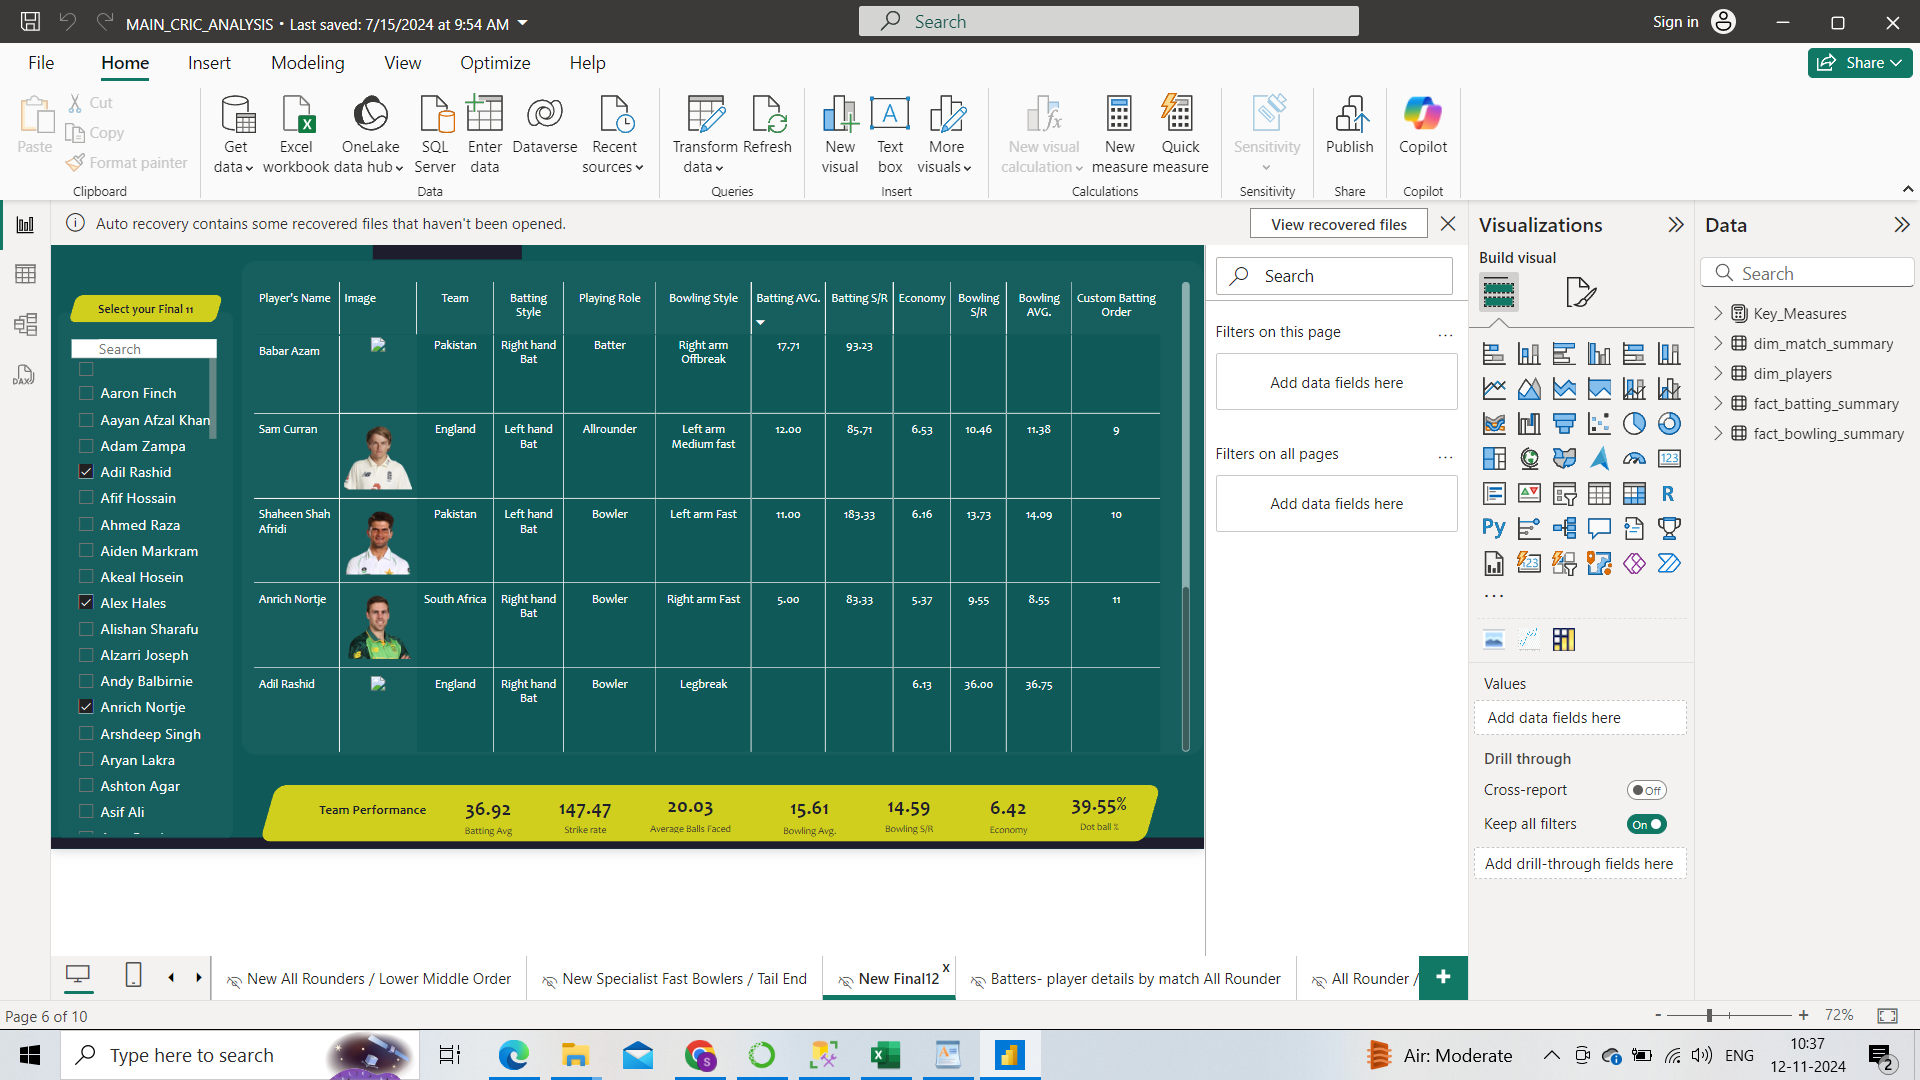 MAIN_CRIC_ANALYSIS • Last saved: 7/15/2024 at 9:54 AM
Search
Sign in
File Home Insert Modeling View Optimize Help
Share
Paste
Cut
Copy
Format painter
Clipboard
Get data
Excel workbook
OneLake data hub
SQL Server
Enter data
Dataverse
Recent sources
Data
Transform data
Refresh
Queries
New visual
Text box
More visuals
Insert
New visual calculation
New measure
Quick measure
Calculations
Sensitivity
Sensitivity
Publish
Share
Copilot
Copilot
Auto recovery contains some recovered files that haven't been opened.
View recovered files
Select your Final 11
Search
Aaron Finch
Aayan Afzal Khan
Adam Zampa
Adil Rashid
Afif Hossain
Ahmed Raza
Aiden Markram
Akeal Hosein
Alex Hales
Alishan Sharafu
Alzarri Joseph
Andy Balbirnie
Anrich Nortje
Arshdeep Singh
Aryan Lakra
Ashton Agar
Asif Ali
Player's Name Image Team Batting Style Playing Role Bowling Style Batting AVG. Batting S/R Economy Bowling S/R Bowling AVG. Custom Batting Order
Babar Azam Pakistan Right hand Bat Batter Right arm Offbreak 17.71 93.23
Sam Curran England Left hand Bat Allrounder Left arm Medium fast 12.00 85.71 6.53 10.46 11.38 9
Shaheen Shah Afridi Pakistan Left hand Bat Bowler Left arm Fast 11.00 183.33 6.16 13.73 14.09 10
Anrich Nortje South Africa Right hand Bat Bowler Right arm Fast 5.00 83.33 5.37 9.55 8.55 11
Adil Rashid England Right hand Bat Bowler Legbreak 6.13 36.00 36.75
Team Performance
36.92 147.47 20.03 15.61 14.59 6.42 39.55%
Batting Avg Strike rate Average Balls Faced Bowling Avg. Bowling S/R Economy Dot ball %
Search
Filters on this page ...
Add data fields here
Filters on all pages ...
Add data fields here
Visualizations
Build visual
Values
Add data fields here
Drill through
Cross-report Off
Keep all filters On
Add drill-through fields here
Data
Search
Key_Measures
dim_match_summary
dim_players
fact_batting_summary
fact_bowling_summary
New All Rounders / Lower Middle Order
New Specialist Fast Bowlers / Tail End
New Final12
Batters- player details by match All Rounder
All Rounder /
Page 6 of 10
- + 72%
Type here to search
Air: Moderate
ENG
10:37
12-11-2024
2